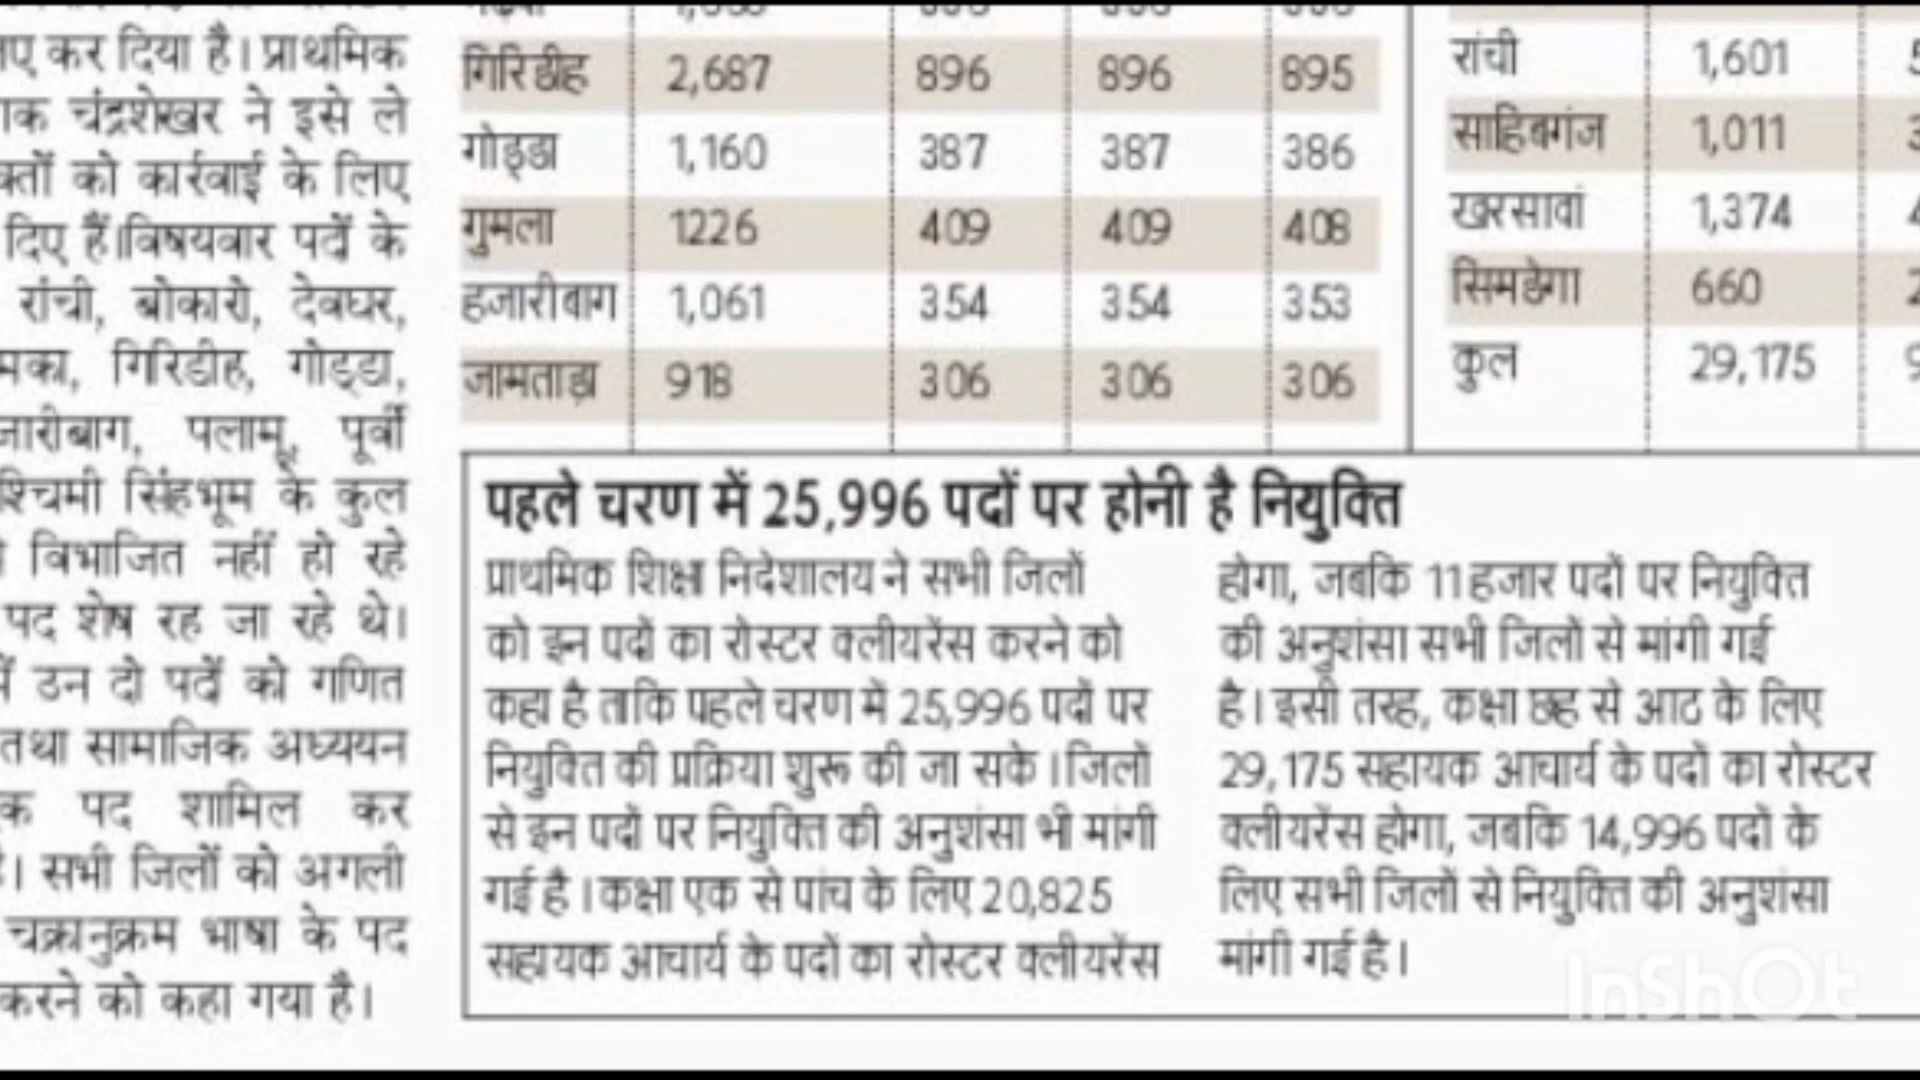 कर दिया है। प्राथमिक
चंद्रशेखर ने इसे ले
को कार्रवाई के लिए
दिए हैं।विषयवार पदों के
रांची, बोकारो, देवघर,
गिरिडीह, गोड्डा,
पलामू, पूर्वी
सिंहभूम के कुल
विभाजित नहीं हो रहे
पद शेष रह जा रहे थे।
उन दो पदों को गणित
तथा सामाजिक अध्ययन
पद शामिल कर
सभी जिलों को अगली
चक्रानुक्रम भाषा के पद
करने को कहा गया है।
गिरिडीह 2,687 896 896 895
गोड्डा 1,160 387 387 386
गुमला 1226 409 409 408
हजारीबाग 1,061 354 354 353
जामताड़ा 918 306 306 306
रांची 1,601
साहिबगंज 1,011
खरसावां 1,374
सिमडेगा 660
कुल 29,175
पहले चरण में 25,996 पदों पर होनी है नियुक्ति
प्राथमिक शिक्षा निदेशालय ने सभी जिलों
को इन पदों का रोस्टर क्लीयरेंस करने को
कहा है ताकि पहले चरण में 25,996 पदों पर
नियुक्ति की प्रक्रिया शुरू की जा सके। जिलों
से इन पदों पर नियुक्ति की अनुशंसा भी मांगी
गई है। कक्षा एक से पांच के लिए 20,825
सहायक आचार्य के पदों का रोस्टर क्लीयरेंस
होगा, जबकि 11हजार पदों पर नियुक्ति
की अनुशंसा सभी जिलों से मांगी गई
है। इसी तरह, कक्षा छह से आठ के लिए
29,175 सहायक आचार्य के पदों का रोस्टर
क्लीयरेंस होगा, जबकि 14,996 पदों के
लिए सभी जिलों से नियुक्ति की अनुशंसा
मांगी गई है।
InShOt